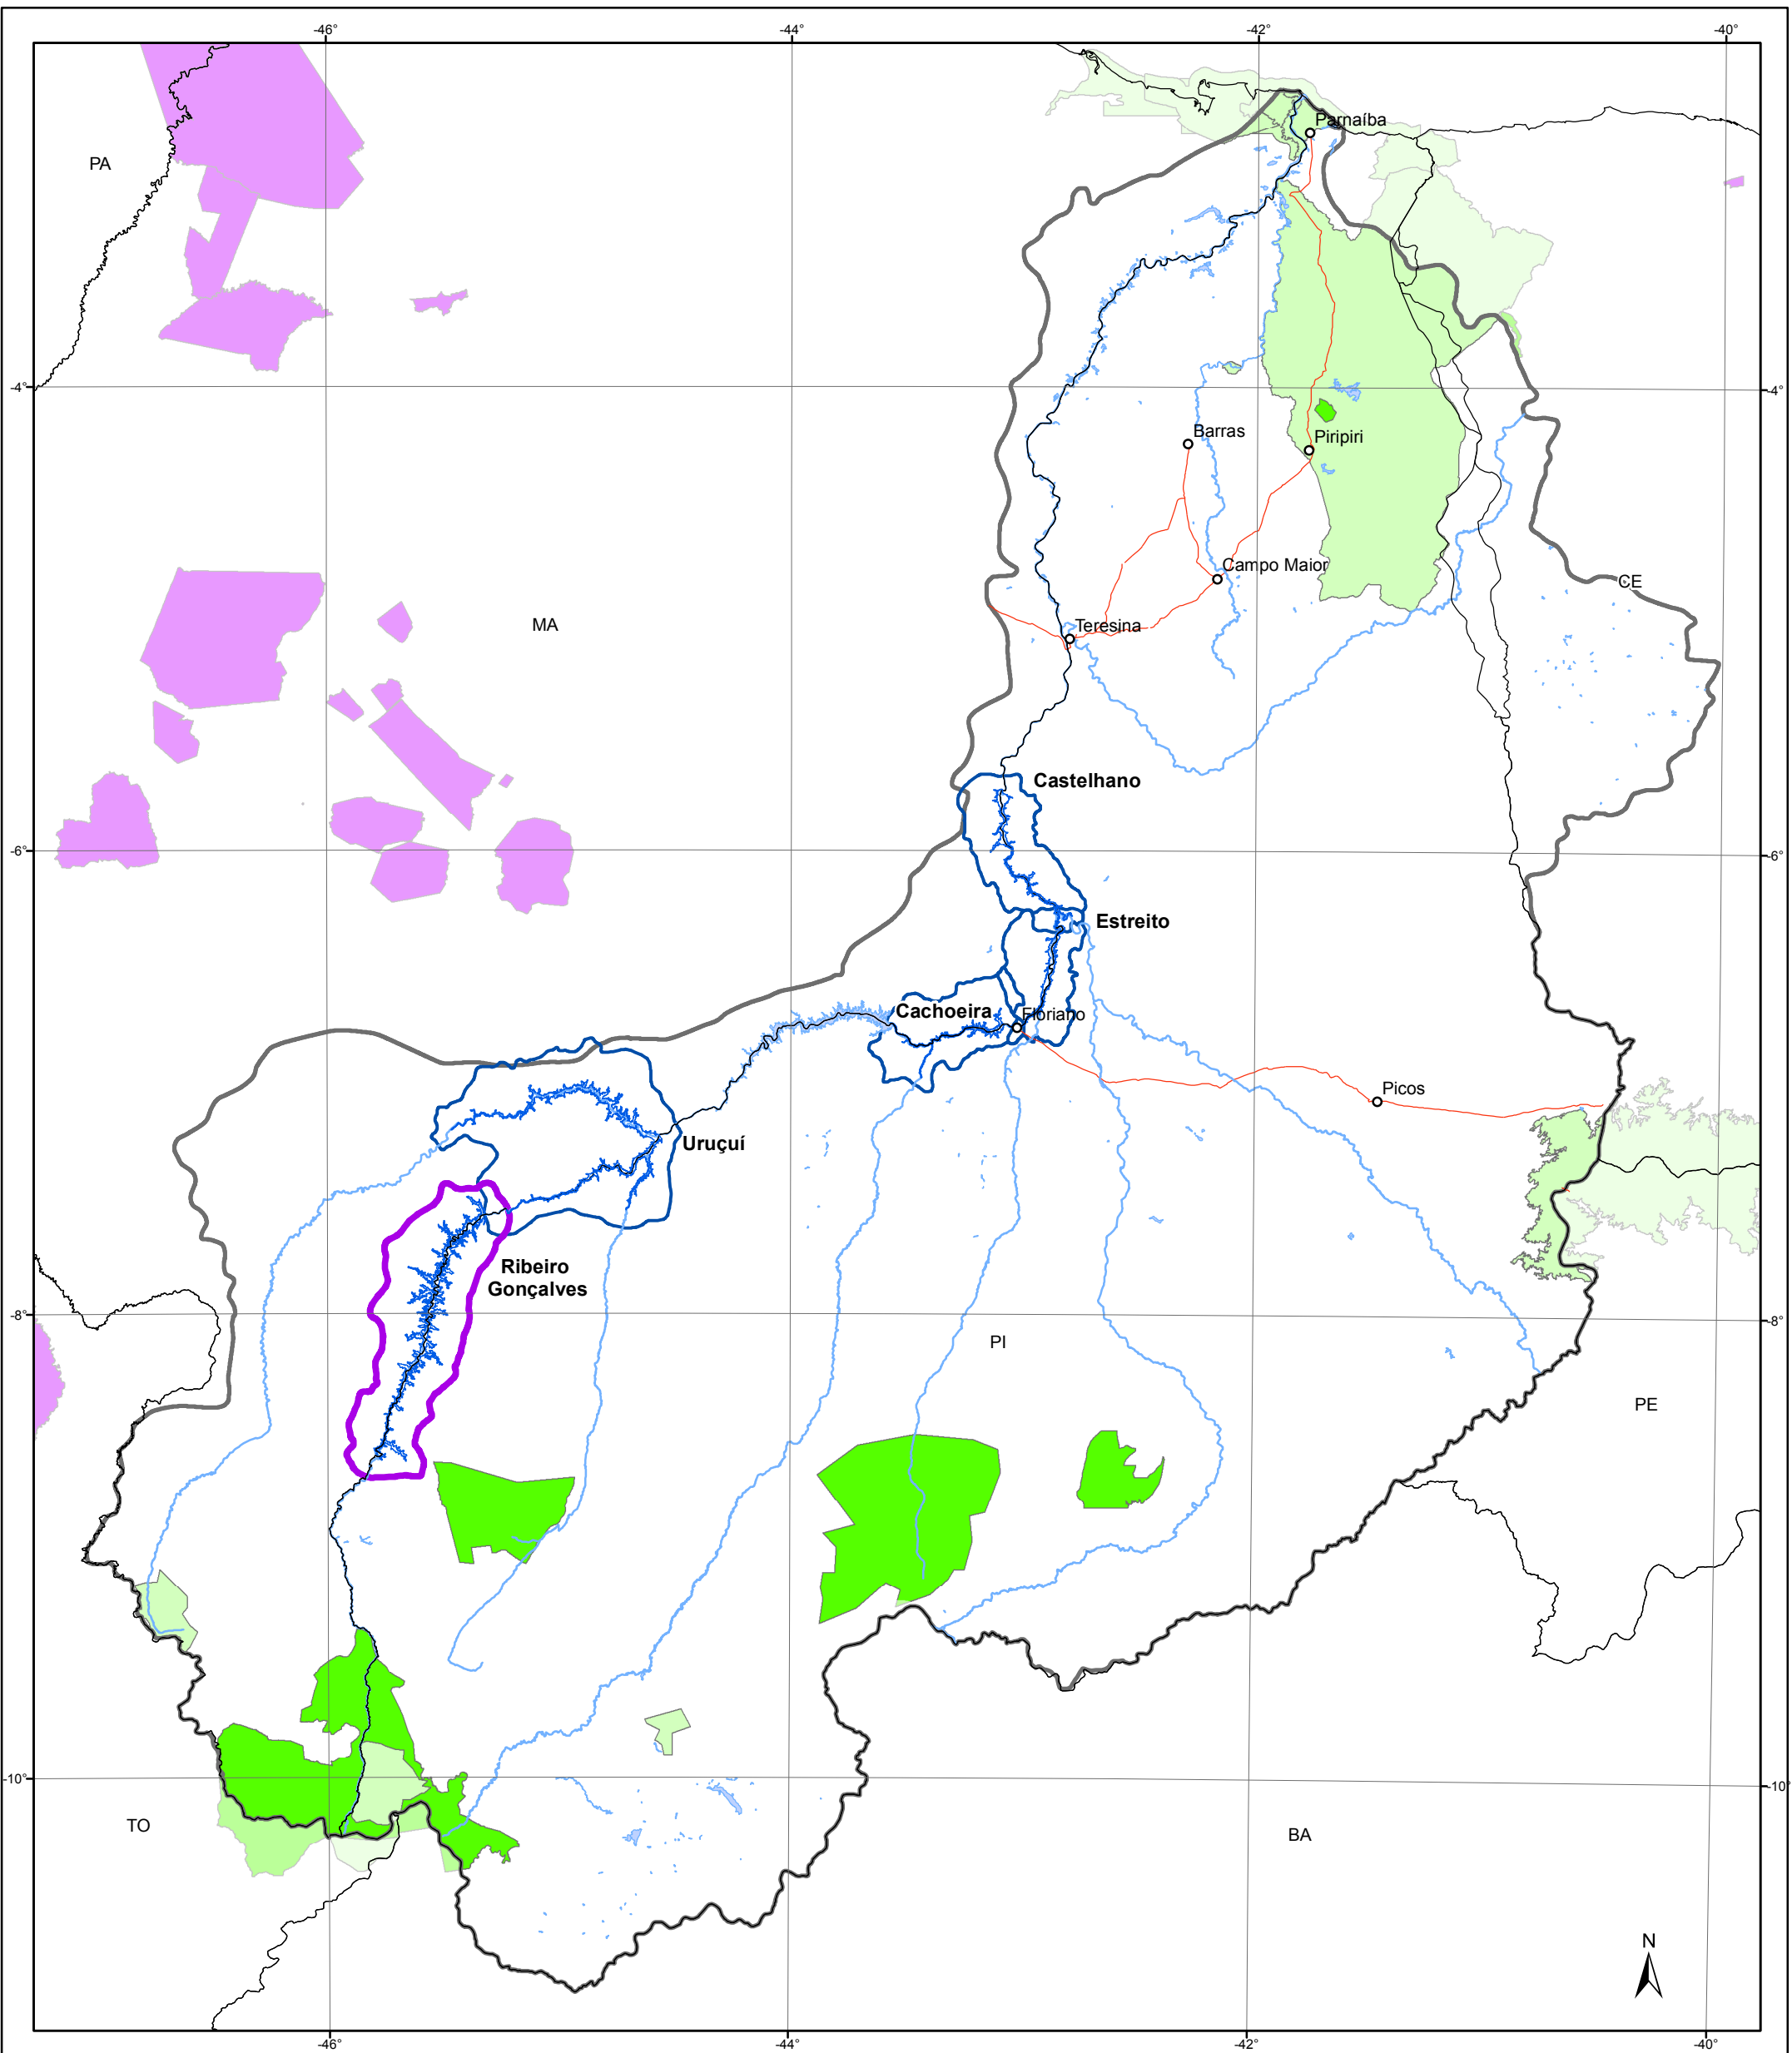 -46°
-44°
-42°
-40°
Parnaíba
PA
-4°
-4°
Barras
Piripiri
Campo Maior
CE
MA
Teresina
Castelhano
-6°
-6°
Estreito
Cachoeira
Floriano
Picos
Uruçuí
Ribeiro
Gonçalves
-8°
-8°
PI
PE
-10°
-10°
TO
BA
N
-46°
-44°
-42°
-40°